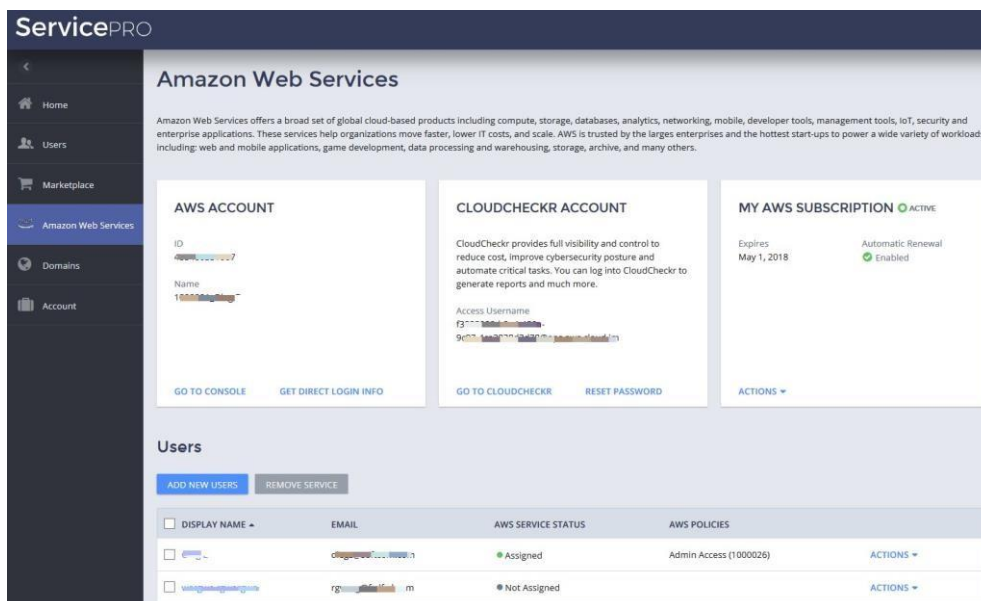 ServicePRO
Home
Users
Marketplace
Amazon Web Services
Domains
Account
Amazon Web Services
Amazon Web Services offers a broad set of global cloud-based products including compute, storage, databases, analytics, networking, mobile, developer tools, management tools, IoT, security and
enterprise applications. These services help organizations move faster, lower IT costs, and scale. AWS is trusted by the larges enterprises and the hottest start-ups to power a wide variety of workloads
including: web and mobile applications, game development, data processing and warehousing, storage, archive, and many others.
AWS ACCOUNT
ID
Name
GO TO CONSOLE GET DIRECT LOGIN INFO
CLOUDCHECKR ACCOUNT
CloudCheckr provides full visibility and control to
reduce cost, improve cybersecurity posture and
automate critical tasks. You can log into CloudCheckr to
generate reports and much more.
Access Username
GO TO CLOUDCHECKR RESET PASSWORD
MY AWS SUBSCRIPTION ACTIVE
Expires Automatic Renewal
May 1, 2018 Enabled
ACTIONS
Users
ADD NEW USERS REMOVE SERVICE
DISPLAY NAME EMAIL AWS SERVICE STATUS AWS POLICIES
Assigned Admin Access (1000026) ACTIONS
Not Assigned ACTIONS